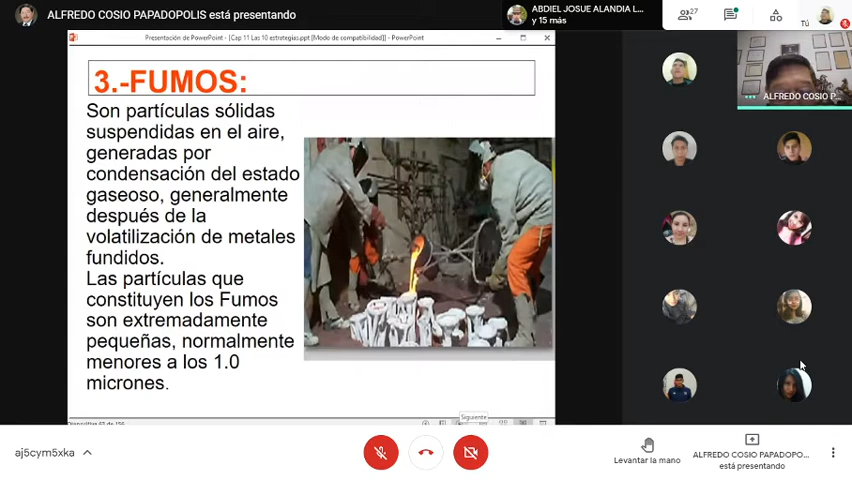 ALFREDO COSIO PAPADOPOLIS está presentando
ABDIEL JOSUE ALANDIA L...
y 15 más
27
Tú
Presentación de PowerPoint - [Cap 11 Las 10 estrategias.ppt [Modo de compatibilidad]] - PowerPoint
3.-FUMOS:
Son partículas sólidas
suspendidas en el aire,
generadas por
condensación del estado
gaseoso, generalmente
después de la
volatilización de metales
fundidos.
Las partículas que
constituyen los Fumos
son extremadamente
pequeñas, normalmente
menores a los 1.0
micrones.
ALFREDO COSIO P...
Siguiente
aj5cym5xka
Levantar la mano
ALFREDO COSIO PAPADOPO...
está presentando